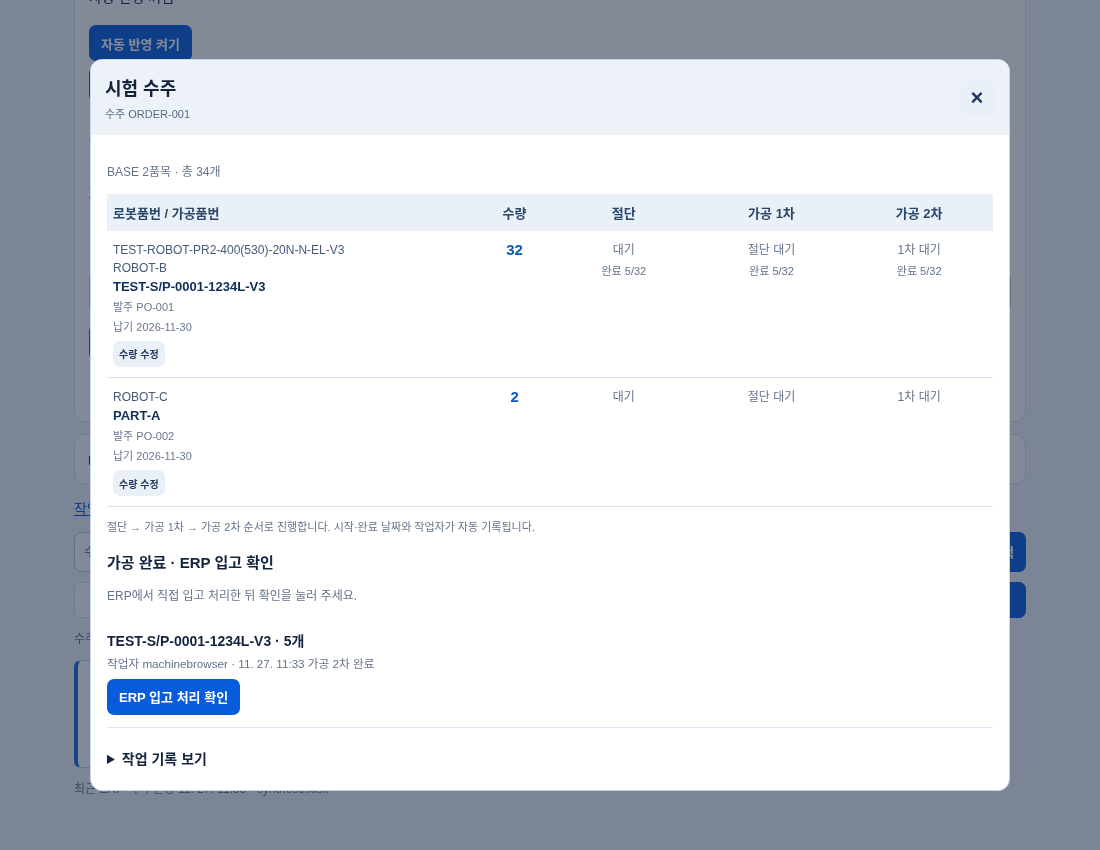 자동 반영 켜기
시험 수주
수주 ORDER-001
×
BASE 2품목 · 총 34개
로봇품번 / 가공품번 수량 절단 가공 1차 가공 2차
TEST-ROBOT-PR2-400(530)-20N-N-EL-V3 32 대기 절단 대기 1차 대기
ROBOT-B 완료 5/32 완료 5/32 완료 5/32
TEST-S/P-0001-1234L-V3
발주 PO-001
납기 2026-11-30
수량 수정
ROBOT-C 2 대기 절단 대기 1차 대기
PART-A
발주 PO-002
납기 2026-11-30
수량 수정
절단 → 가공 1차 → 가공 2차 순서로 진행합니다. 시작·완료 날짜와 작업자가 자동 기록됩니다.
가공 완료 · ERP 입고 확인
ERP에서 직접 입고 처리한 뒤 확인을 눌러 주세요.
TEST-S/P-0001-1234L-V3 · 5개
작업자 machinebrowser · 11. 27. 11:33 가공 2차 완료
ERP 입고 처리 확인
▶ 작업 기록 보기
최근